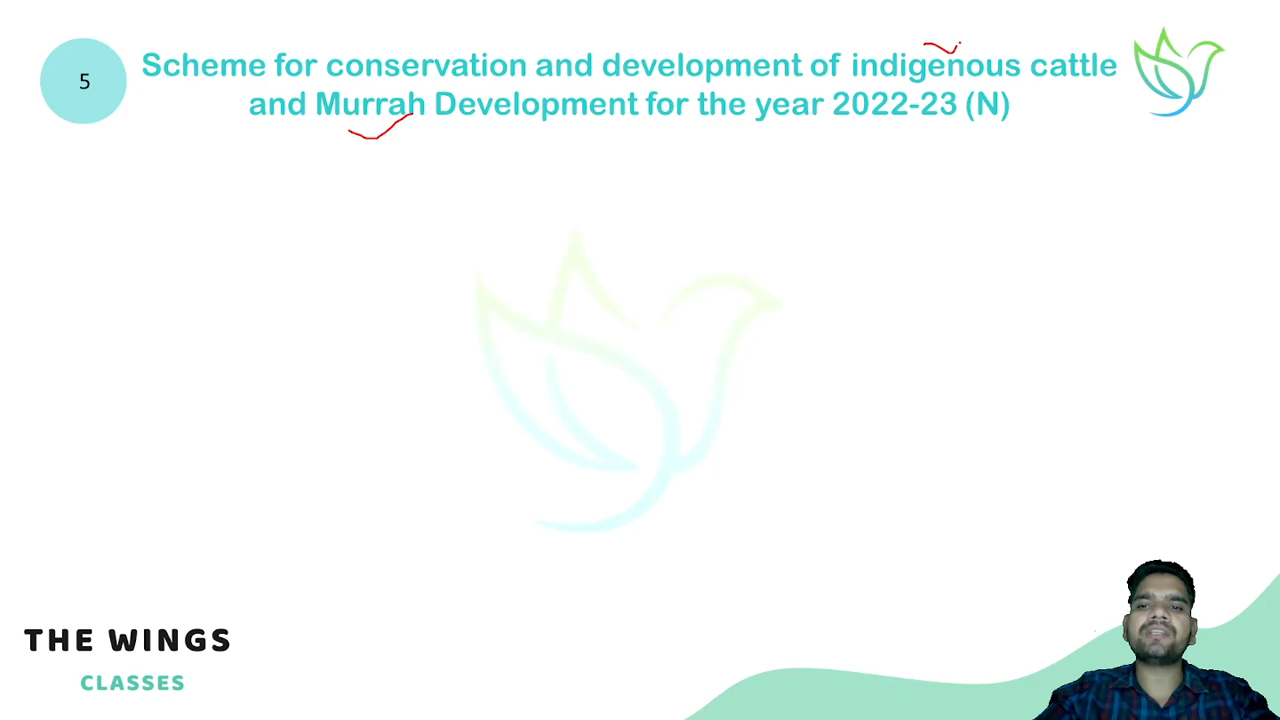 5
Scheme for conservation and development of indigenous cattle
and Murrah Development for the year 2022-23 (N)
THE WINGS
CLASSES